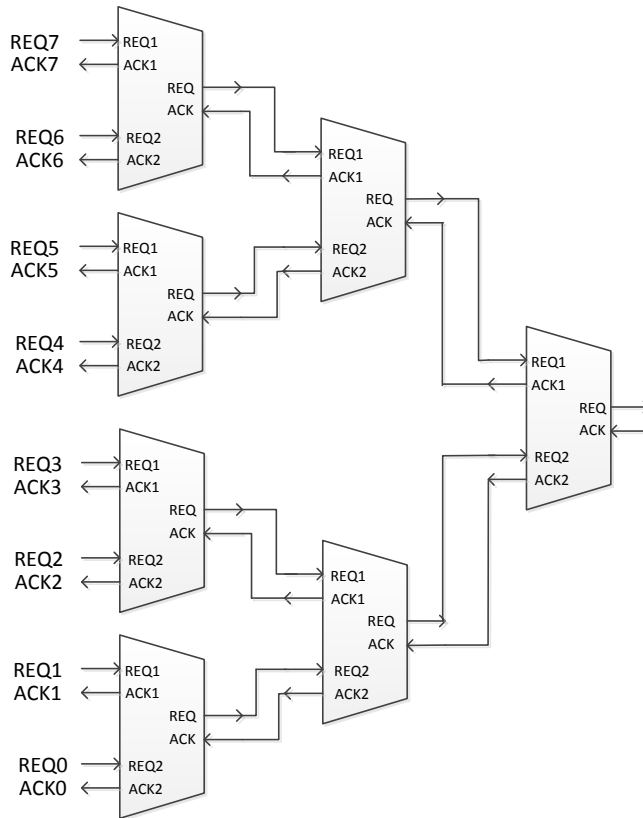 REQ7
ACK7
REQ1
ACK1
REQ
ACK
REQ6
ACK6
REQ2
ACK2
REQ1
ACK1
REQ
ACK
REQ2
ACK2
REQ5
ACK5
REQ1
ACK1
REQ
ACK
REQ4
ACK4
REQ2
ACK2
REQ1
ACK1
REQ
ACK
REQ2
ACK2
REQ3
ACK3
REQ1
ACK1
REQ
ACK
REQ2
ACK2
REQ2
ACK2
REQ1
ACK1
REQ
ACK
REQ2
ACK2
REQ1
ACK1
REQ1
ACK1
REQ
ACK
REQ0
ACK0
REQ2
ACK2